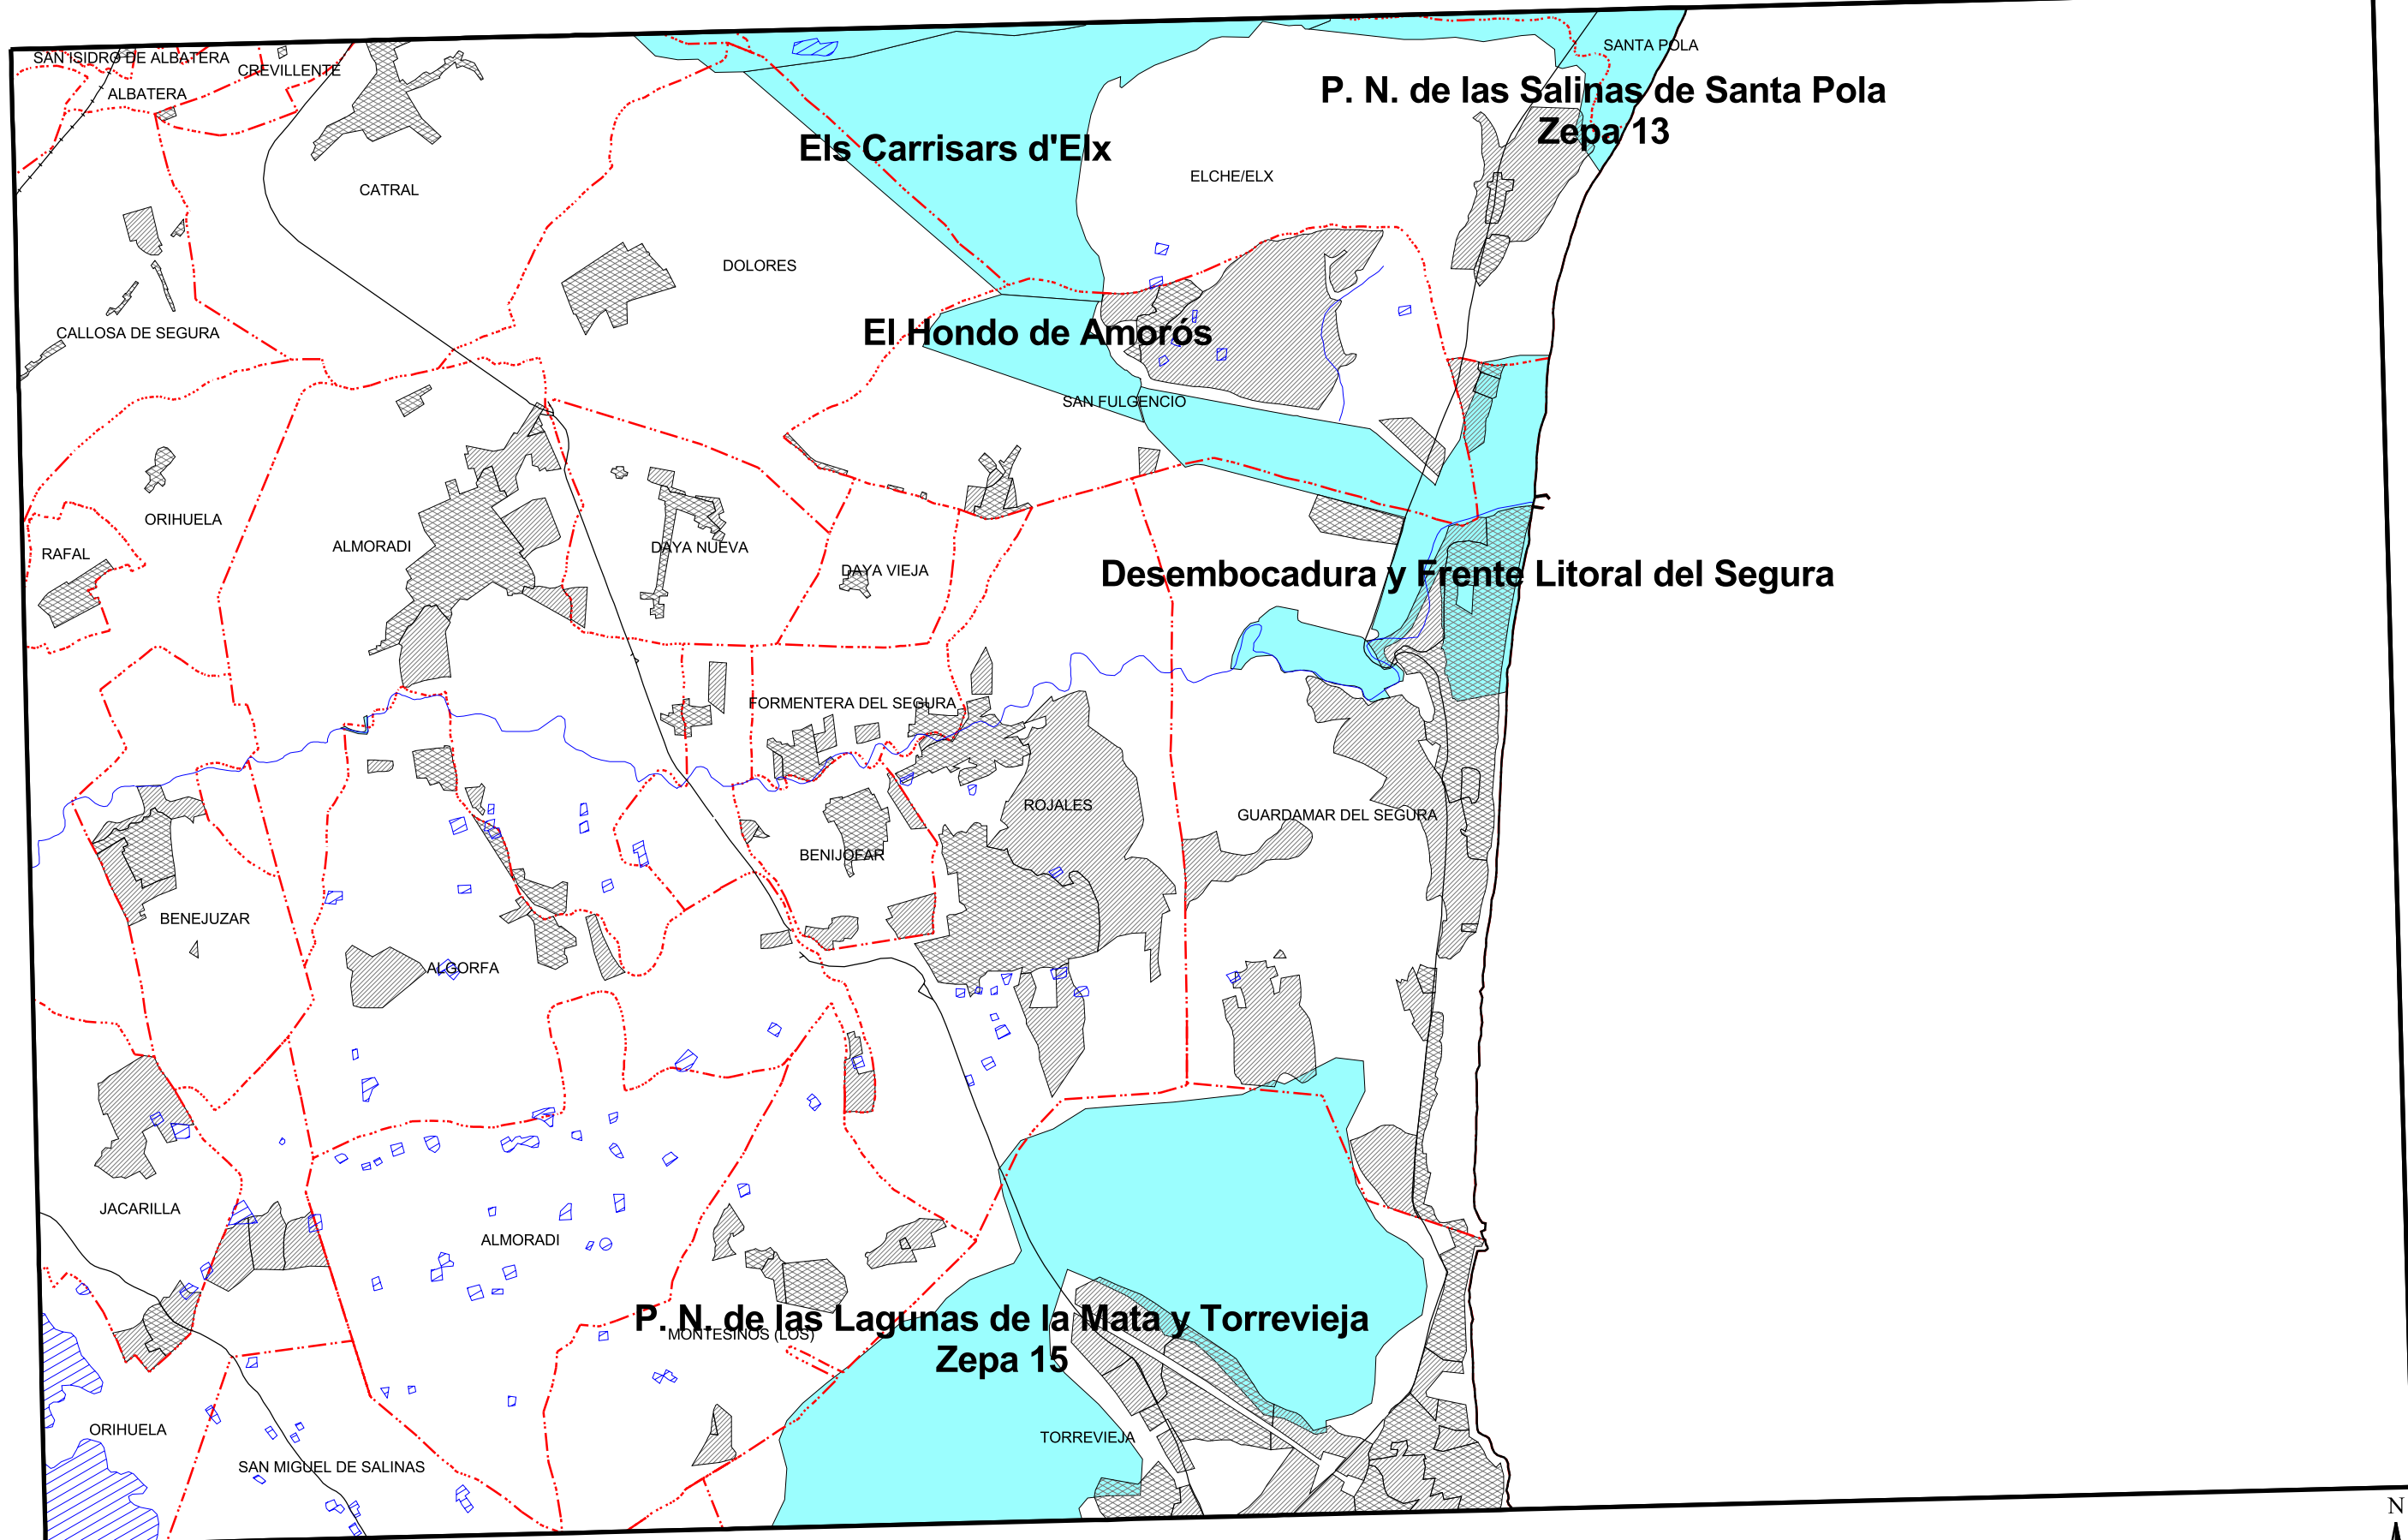 SANTA POLA
SAN ISIDRO DE ALBATERA
CREVILLENTE
P. N. de las Salinas de Santa Pola
Zepa 13
ALBATERA
Els Carrisars d'Elx
ELCHE/ELX
CATRAL
DOLORES
CALLOSA DE SEGURA
El Hondo de Amorós
SAN FULGENCIO
ORIHUELA
ALMORADI
DAYA NUEVA
RAFAL
DAYA VIEJA
Desembocadura y Frente Litoral del Segura
FORMENTERA DEL SEGURA
ROJALES
GUARDAMAR DEL SEGURA
BENIJOFAR
BENEJUZAR
ALGORFA
JACARILLA
ALMORADI
P. N. de las Lagunas de la Mata y Torrevieja
Zepa 15
MONTESINOS (LOS)
ORIHUELA
TORREVIEJA
SAN MIGUEL DE SALINAS
N